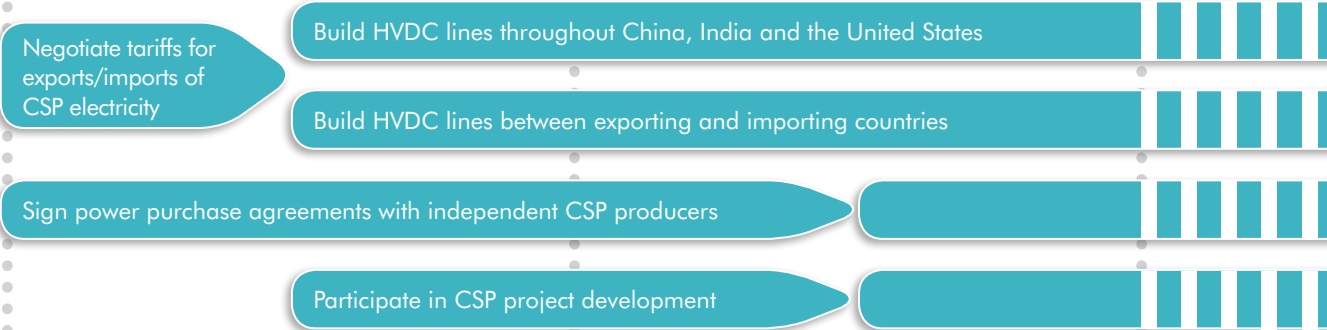 Build HVDC lines throughout China, India and the United States
Negotiate tariffs for
exports/imports of
CSP electricity
Build HVDC lines between exporting and importing countries
Sign power purchase agreements with independent CSP producers
Participate in CSP project development